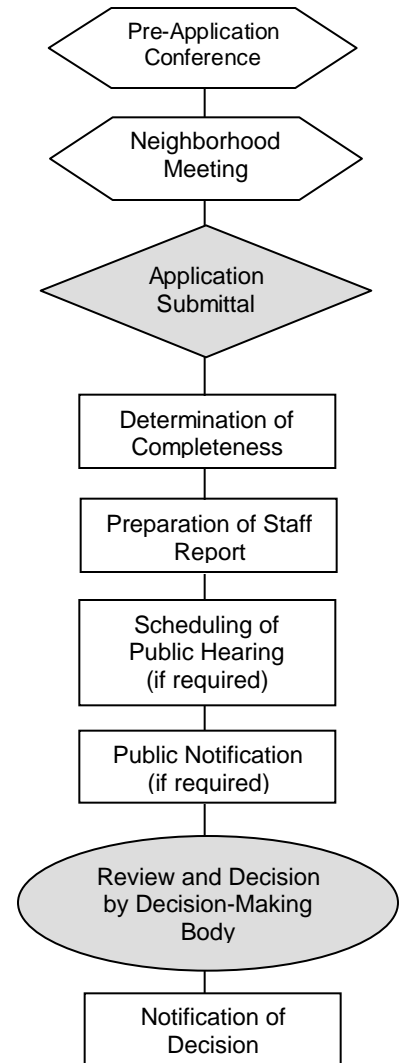 Pre-Application
Conference
Neighborhood
Meeting
Application
Submittal
Determination of
Completeness
Preparation of Staff
Report
Scheduling of
Public Hearing
(if required)
Public Notification
(if required)
Review and Decision
by Decision-Making
Body
Notification of
Decision